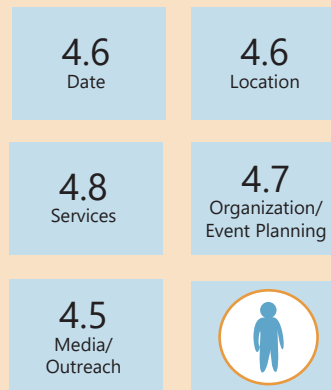 4.6
Date
4.6
Location
4.8
Services
4.7
Organization/
Event Planning
4.5
Media/
Outreach